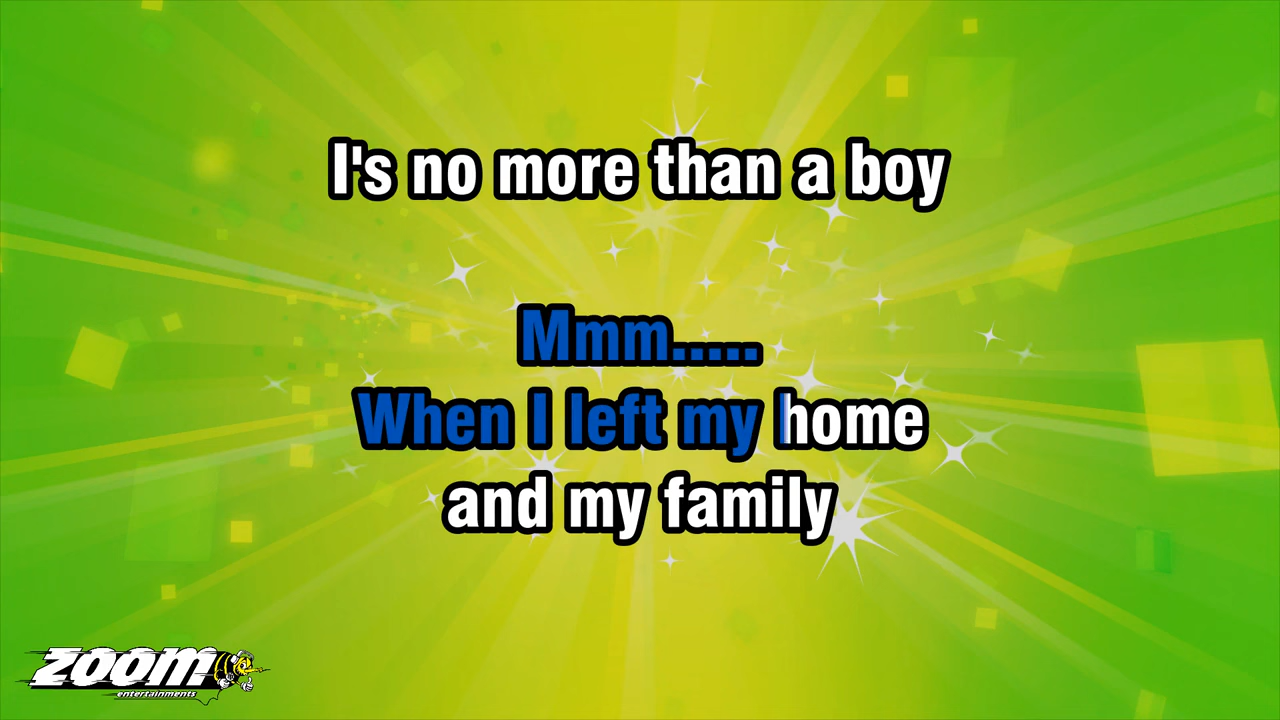 I's no more than a boy
Mmm.....
When I left my home
and my family
ZOOM
entertainments